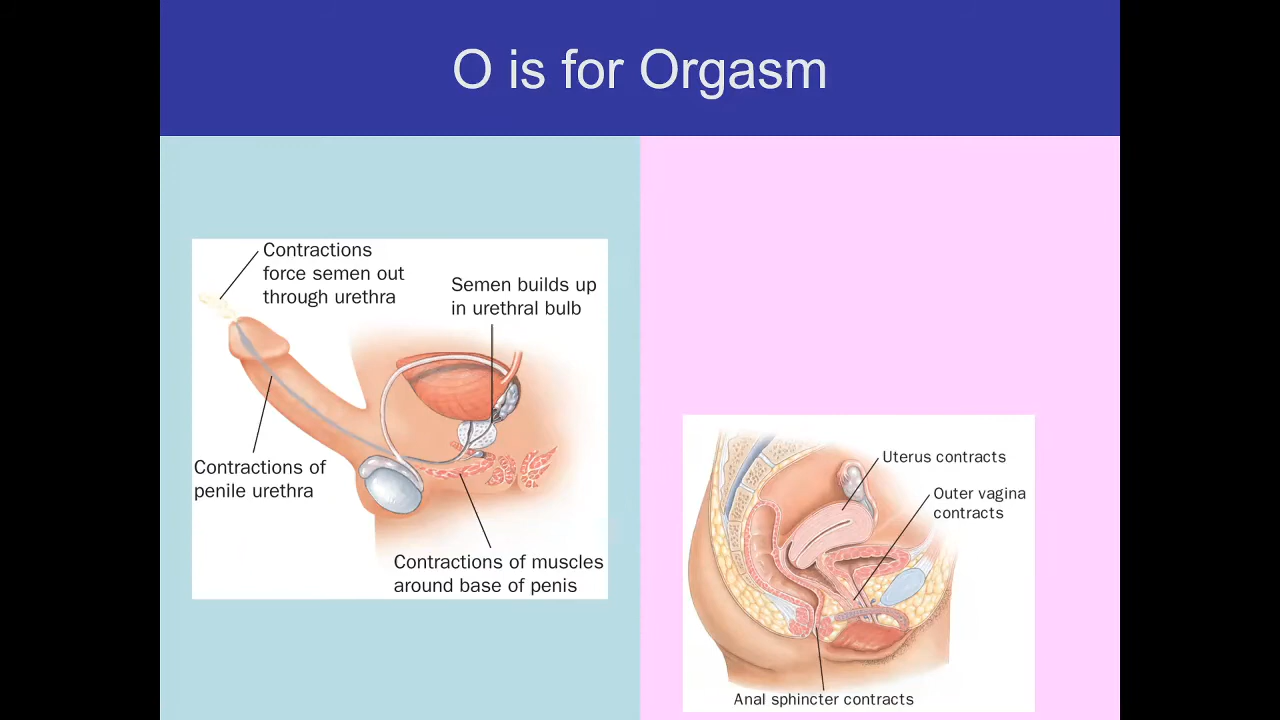 O is for Orgasm
Contractions
force semen out
through urethra
Semen builds up
in urethral bulb
Contractions of
penile urethra
Contractions of muscles
around base of penis
Uterus contracts
Outer vagina
contracts
Anal sphincter contracts